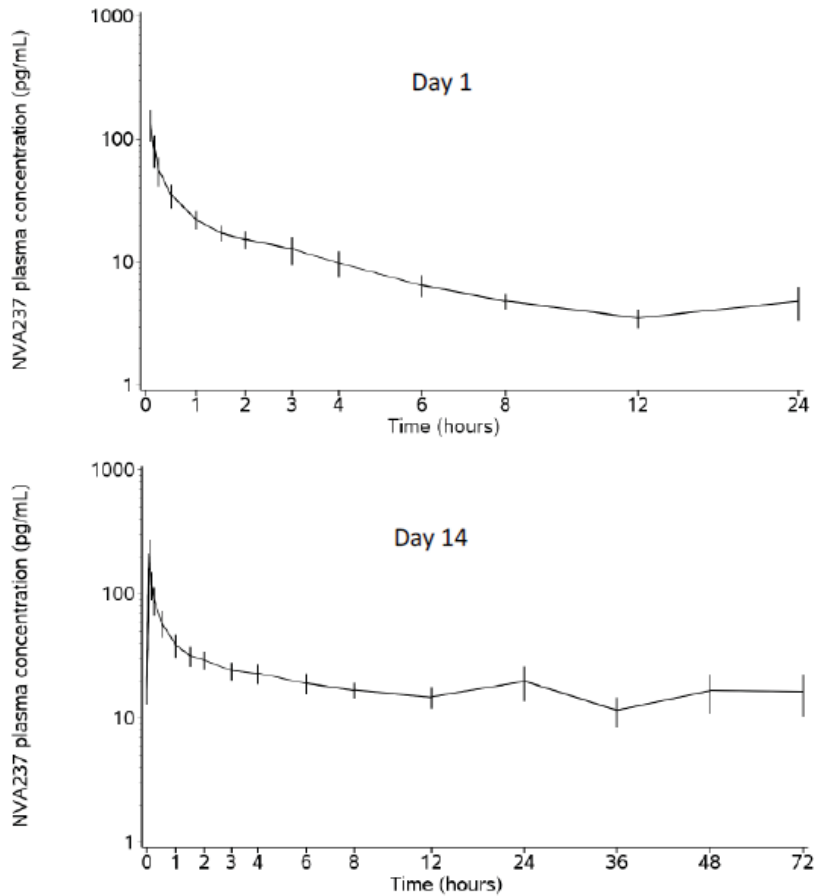 NVA237 plasma concentration (pg/mL)
1000
100
10
1
Day 1
0 1 2 3 4 6 8 12 24
Time (hours)
NVA237 plasma concentration (pg/mL)
1000
100
10
1
Day 14
0 1 2 3 4 6 8 12 24 36 48 72
Time (hours)